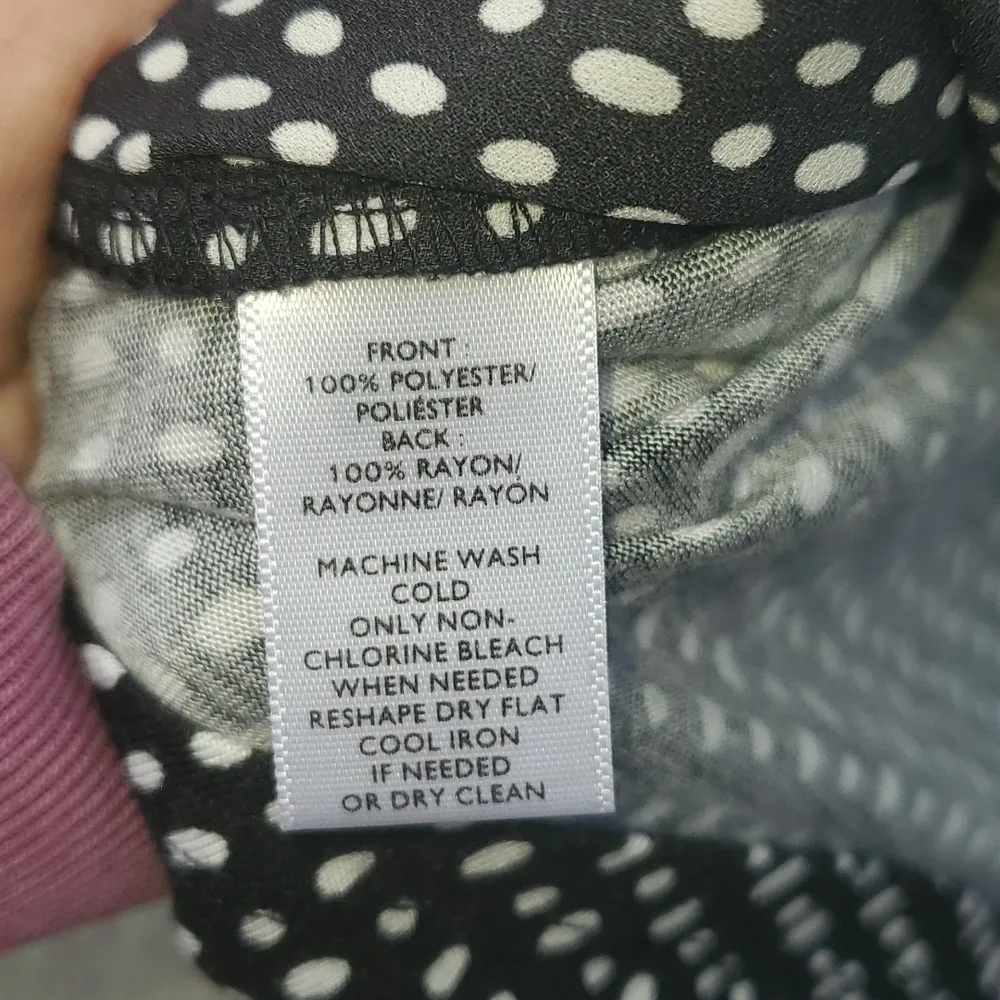 FRONT :
100% POLYESTER/
POLIÉSTER
BACK :
100% RAYON/
RAYONNE/ RAYÓN
MACHINE WASH
COLD
ONLY NON-
CHLORINE BLEACH
WHEN NEEDED
RESHAPE DRY FLAT
COOL IRON
IF NEEDED
OR DRY CLEAN